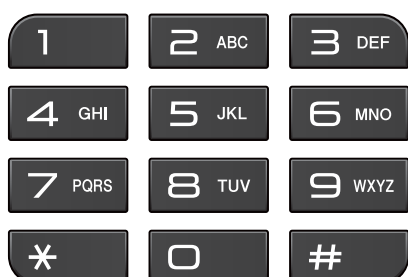 1 2 ABC 3 DEF
4 GHI 5 JKL 6 MNO
7 PQRS 8 TUV 9 WXYZ
* 0 #